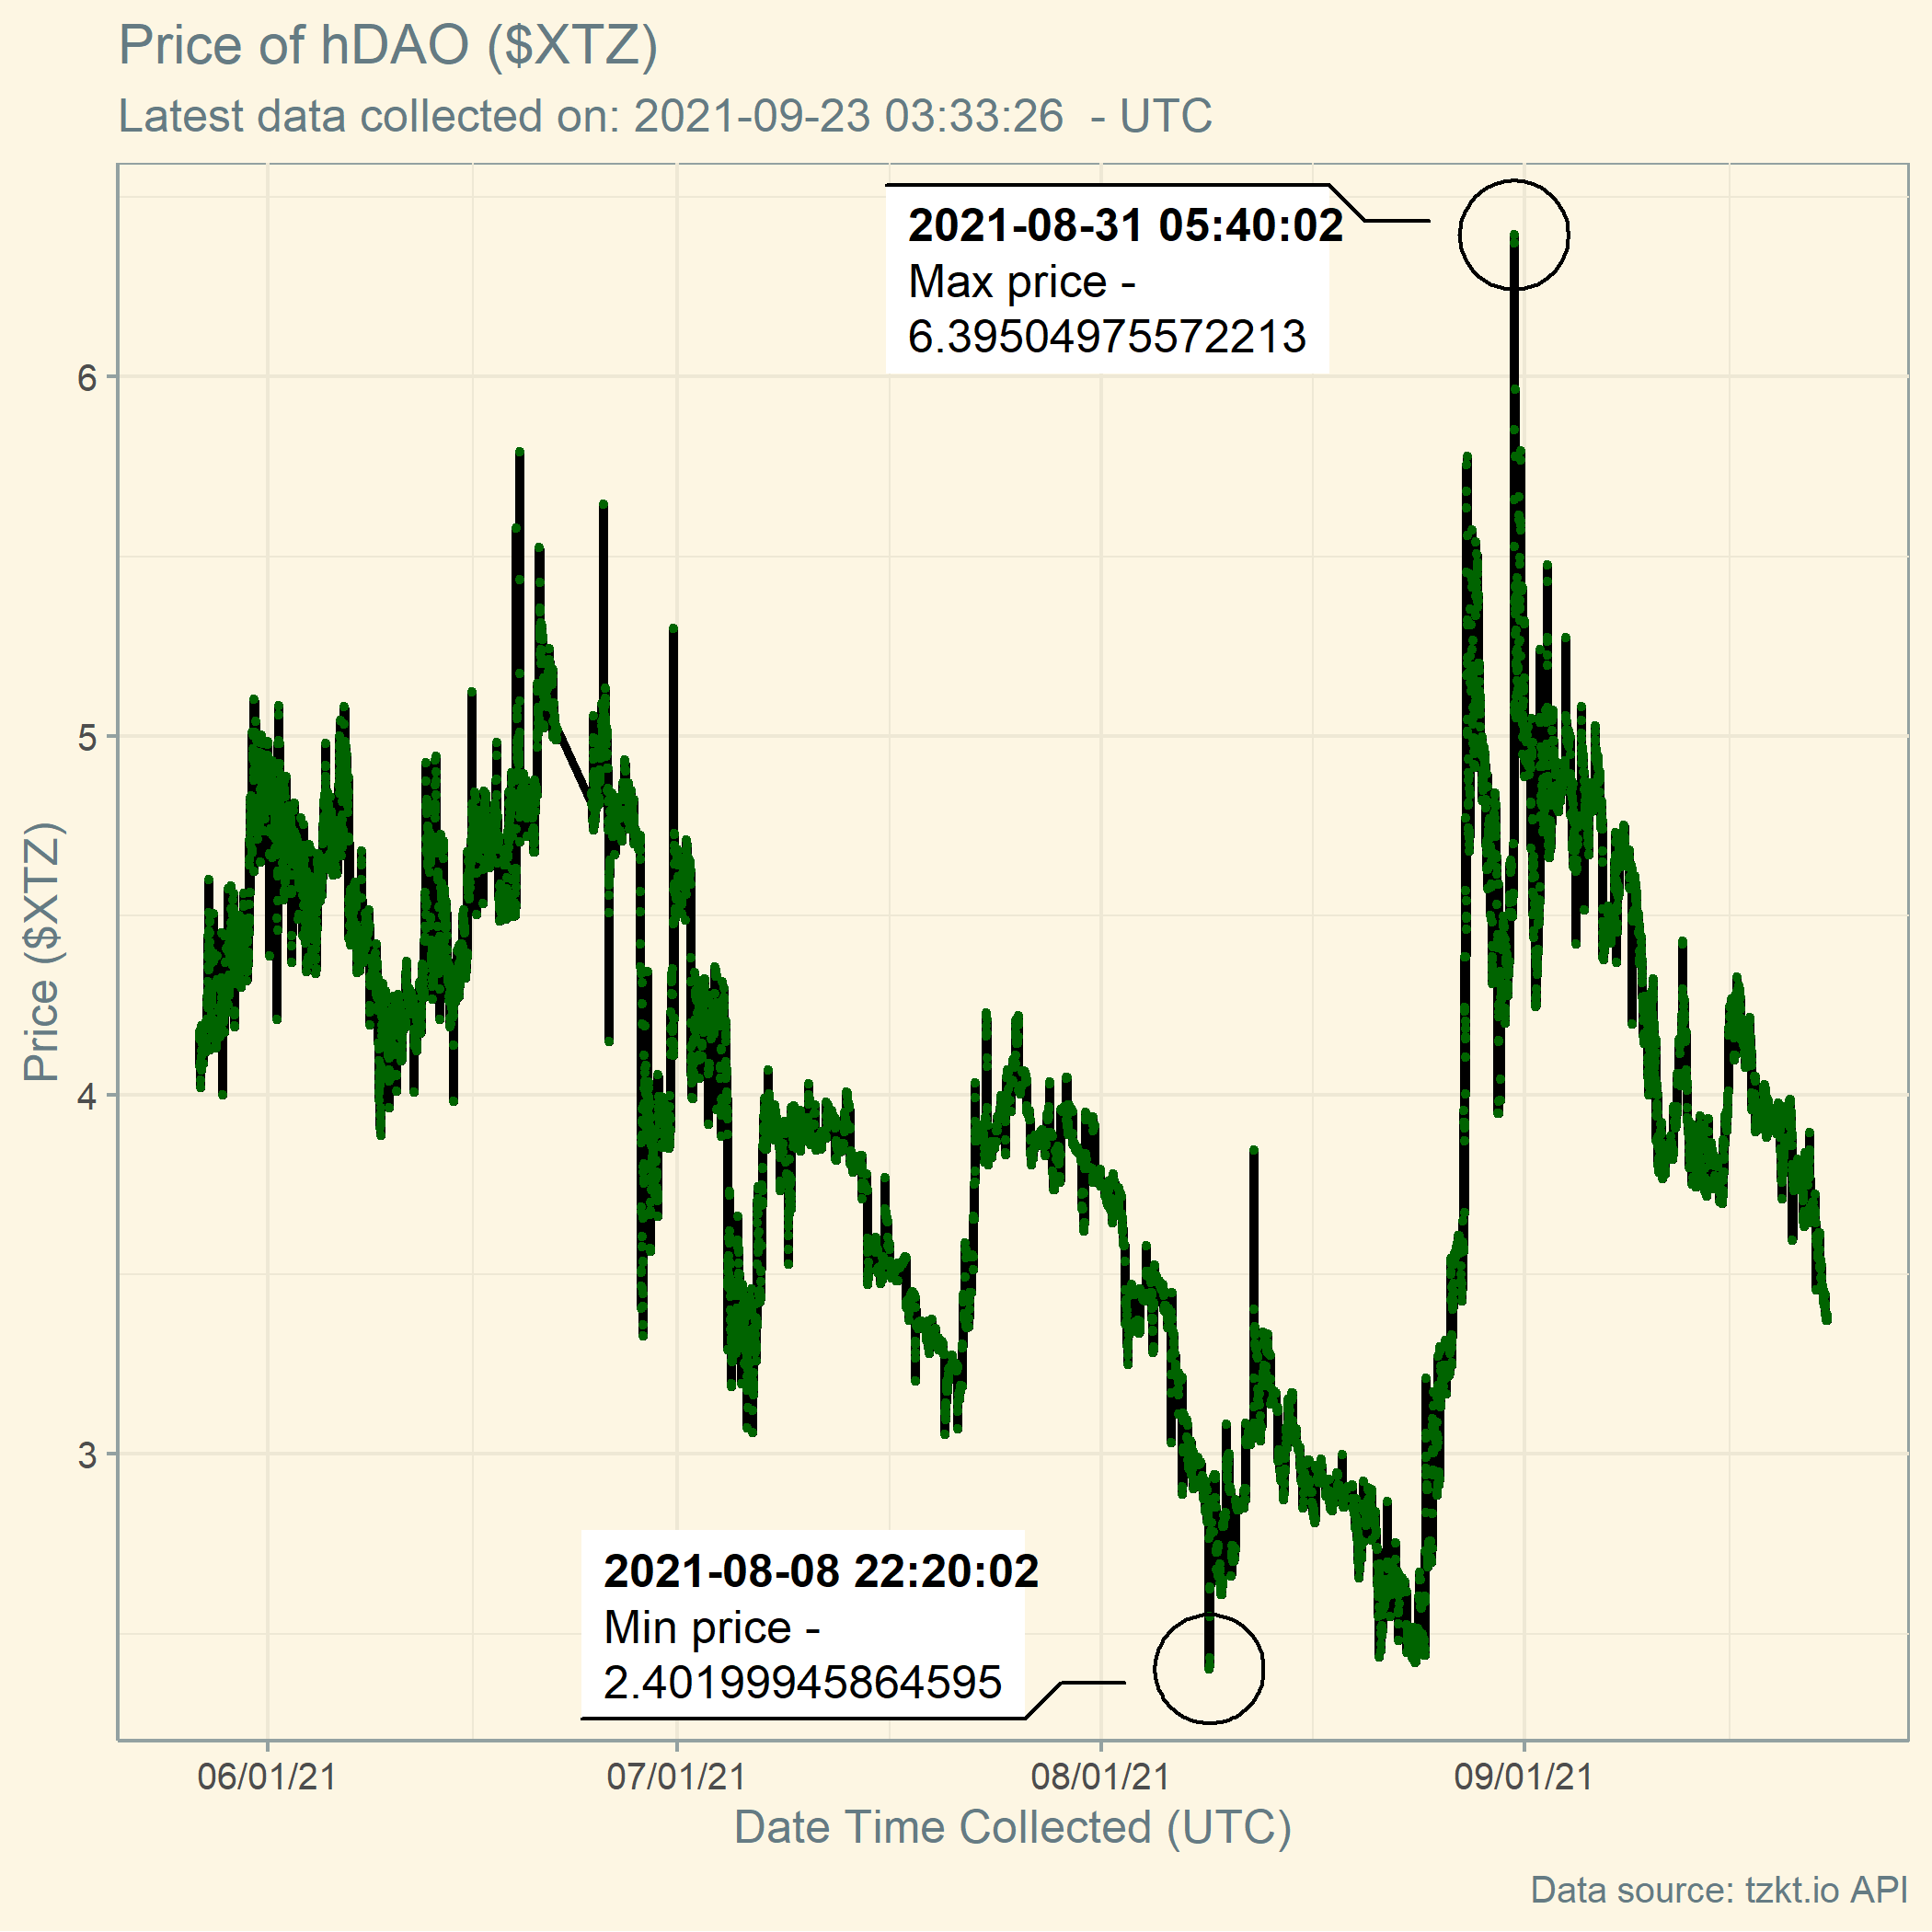 Price of hDAO ($XTZ)
Latest data collected on: 2021-09-23 03:33:26  - UTC
2021-08-31 05:40:02
Max price -
6.39504975572213
6
5
4
3
Price ($XTZ)
2021-08-08 22:20:02
Min price -
2.40199945864595
06/01/21
07/01/21
08/01/21
09/01/21
Date Time Collected (UTC)
Data source: tzkt.io API